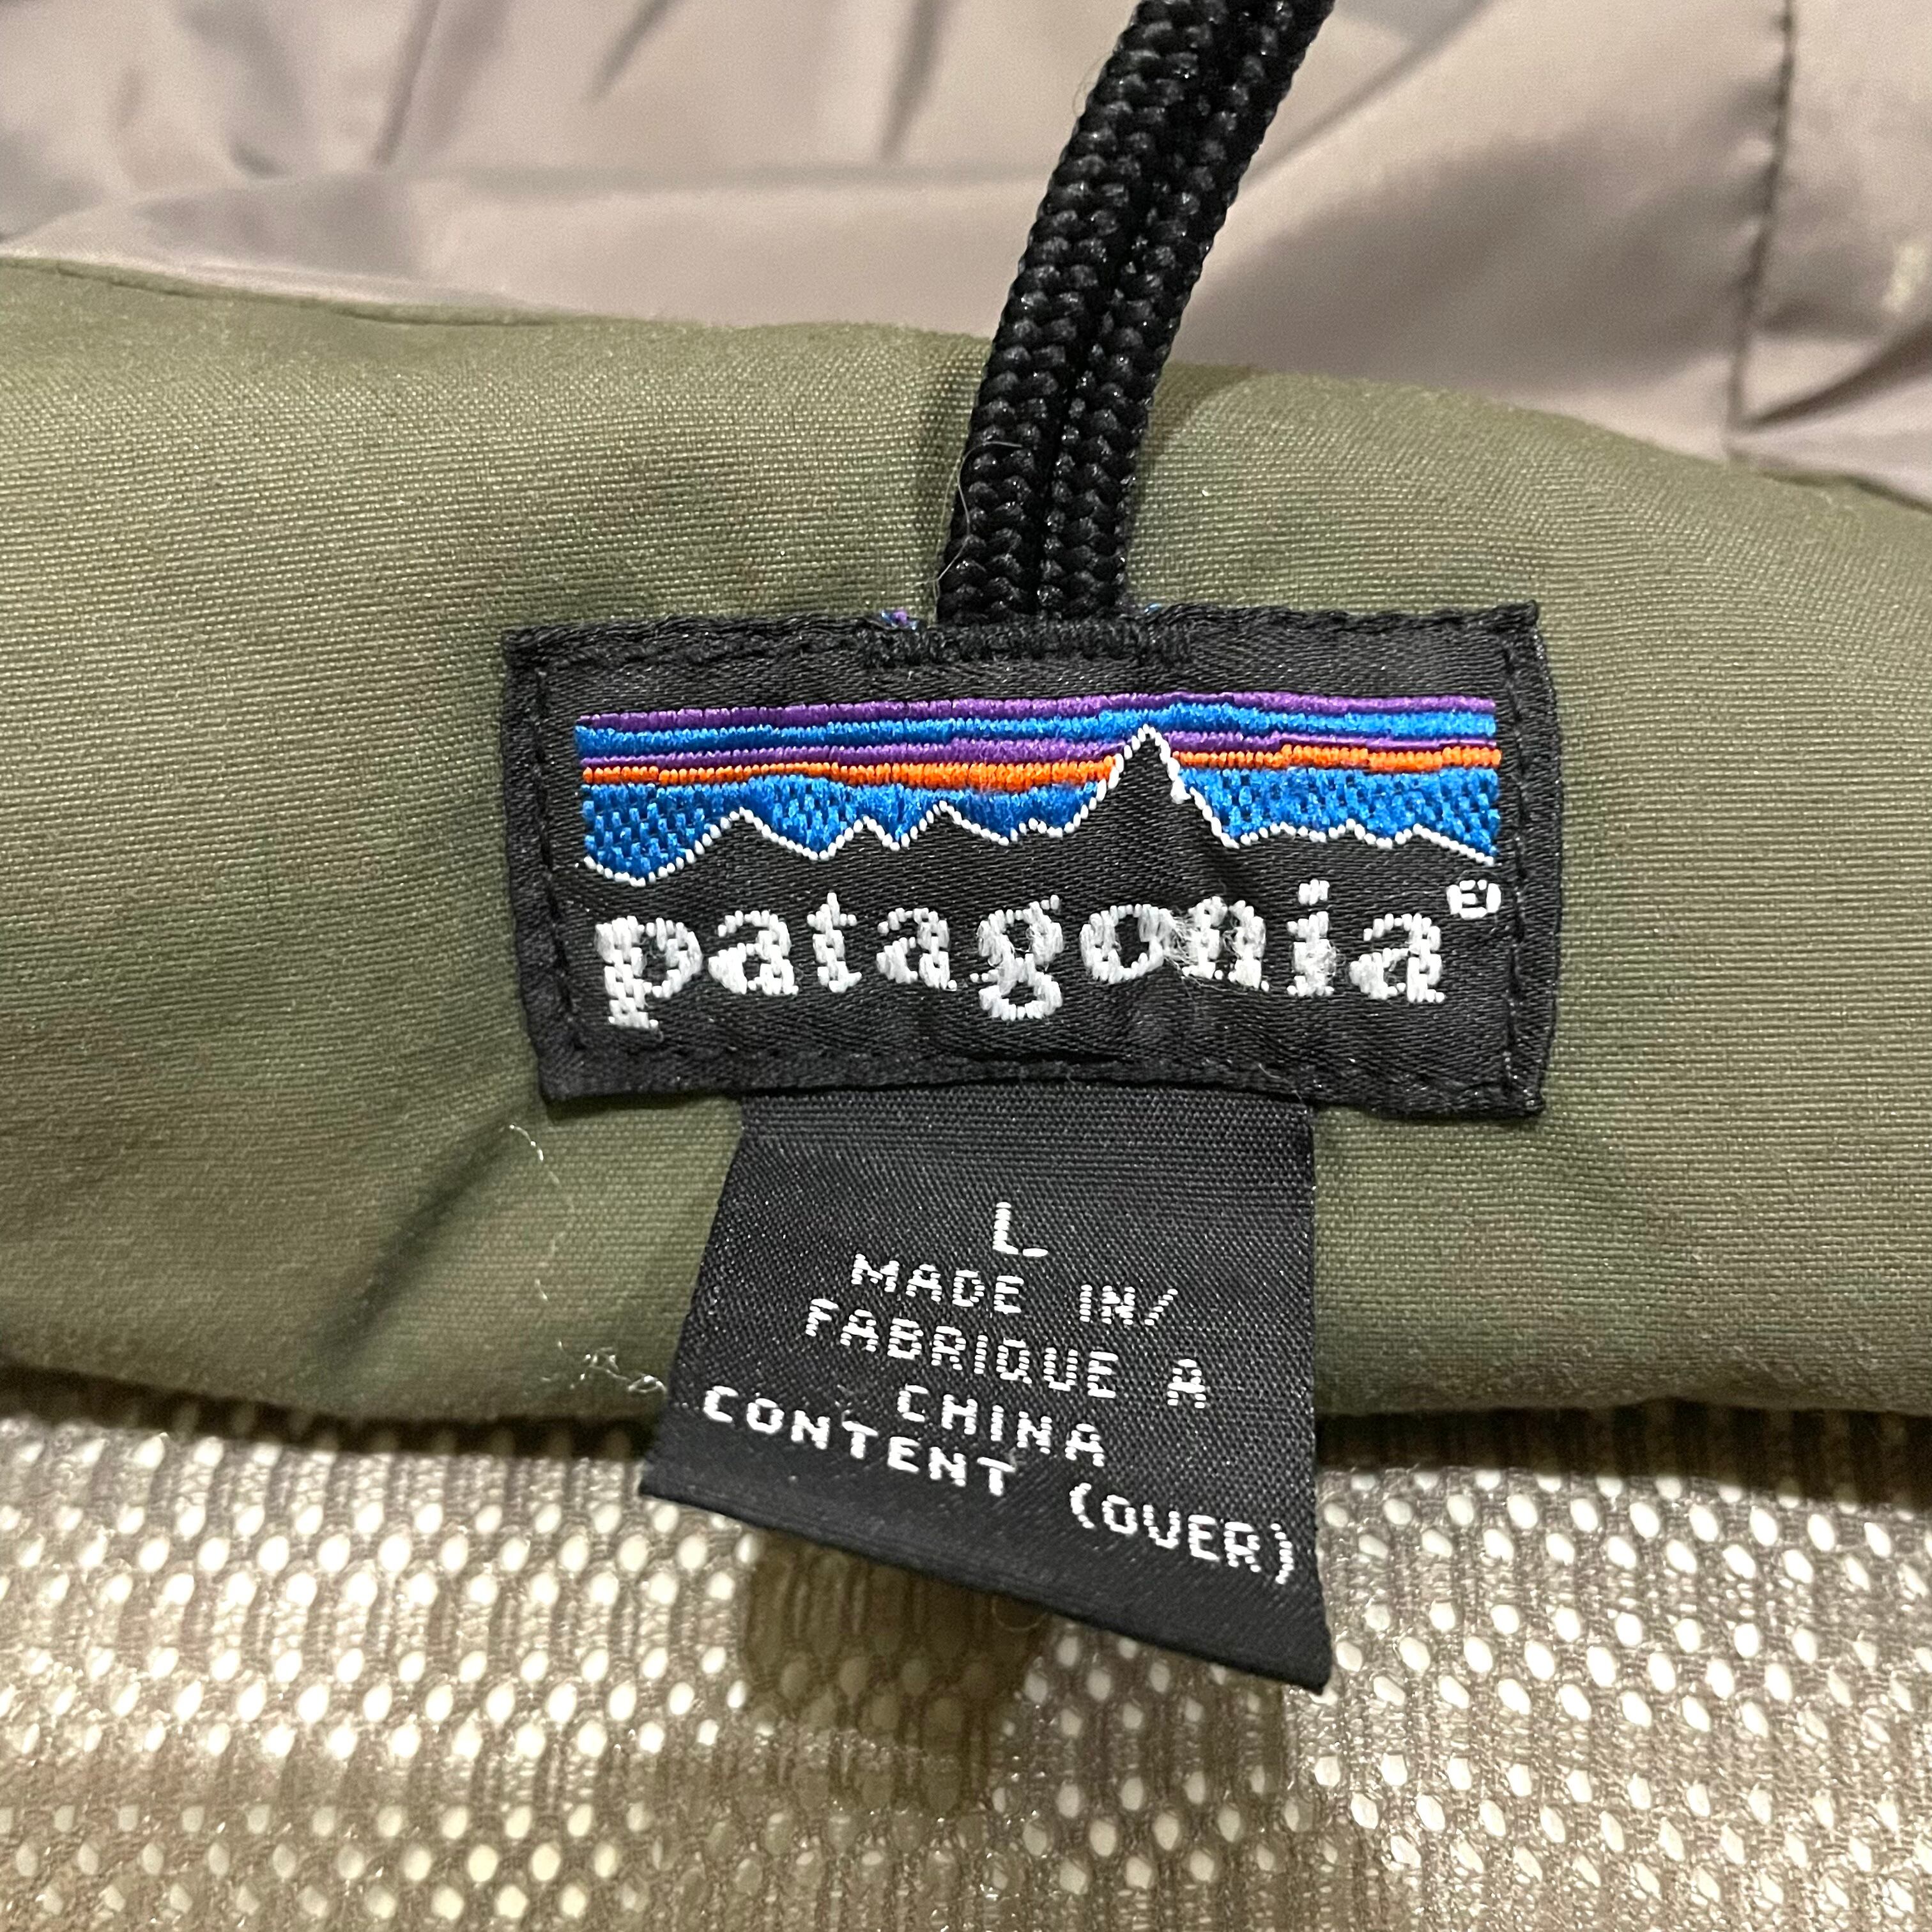 patagonia®
L
MADE IN/
FABRIQUE A
CHINA
CONTENT (OVER)